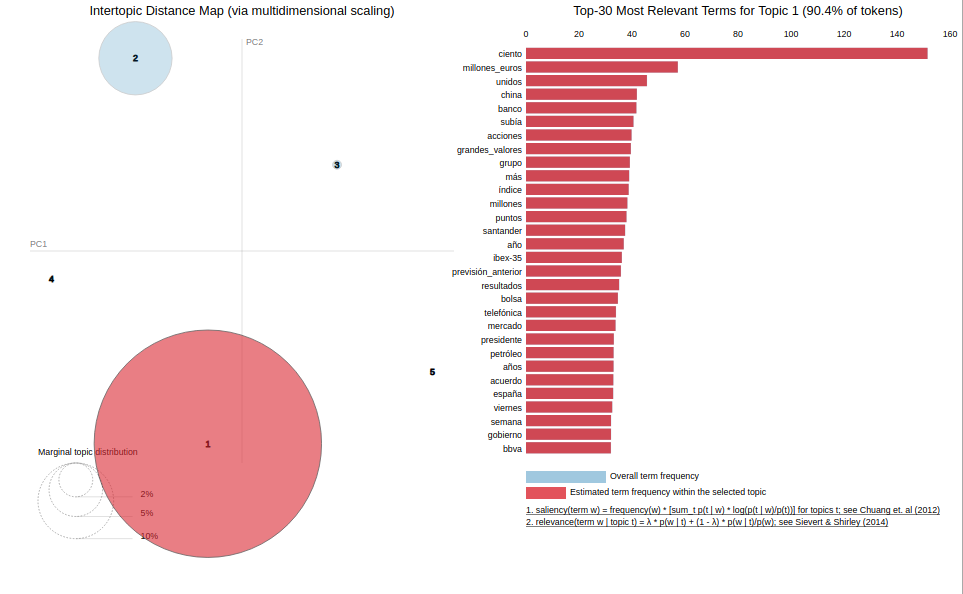 Intertopic Distance Map (via multidimensional scaling)
PC2
2
3
PC1
4
5
1
Marginal topic distribution
2%
5%
10%
Top-30 Most Relevant Terms for Topic 1 (90.4% of tokens)
0 20 40 60 80 100 120 140 160
ciento
millones_euros
unidos
china
banco
subía
acciones
grandes_valores
grupo
más
índice
millones
puntos
santander
año
ibex-35
previsión_anterior
resultados
bolsa
telefónica
mercado
presidente
petróleo
años
acuerdo
españa
viernes
semana
gobierno
bbva
Overall term frequency
Estimated term frequency within the selected topic
1. saliency(term w) = frequency(w) * [sum_t p(t | w) * log(p(t | w)/p(t))] for topics t; see Chuang et. al (2012)
2. relevance(term w | topic t) = λ * p(w | t) + (1 - λ) * p(w | t)/p(w); see Sievert & Shirley (2014)